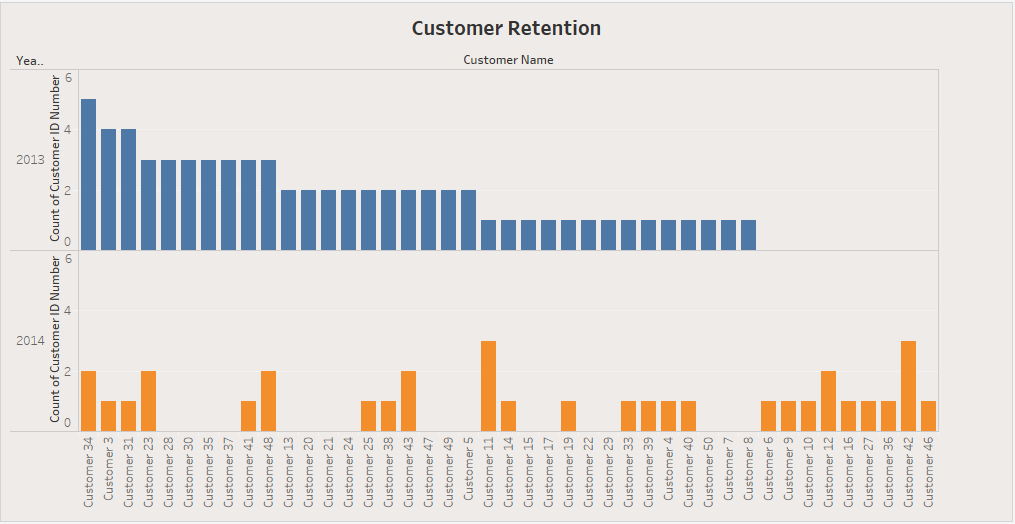 Customer Retention
Yea..
Customer Name
2013
Count of Customer ID Number
6
4
2
0
2014
Count of Customer ID Number
6
4
2
0
Customer 34
Customer 3
Customer 31
Customer 23
Customer 28
Customer 30
Customer 35
Customer 37
Customer 41
Customer 48
Customer 13
Customer 20
Customer 21
Customer 24
Customer 25
Customer 38
Customer 43
Customer 47
Customer 49
Customer 5
Customer 11
Customer 14
Customer 15
Customer 17
Customer 19
Customer 22
Customer 29
Customer 33
Customer 39
Customer 4
Customer 40
Customer 50
Customer 7
Customer 8
Customer 6
Customer 9
Customer 10
Customer 12
Customer 16
Customer 27
Customer 36
Customer 42
Customer 46